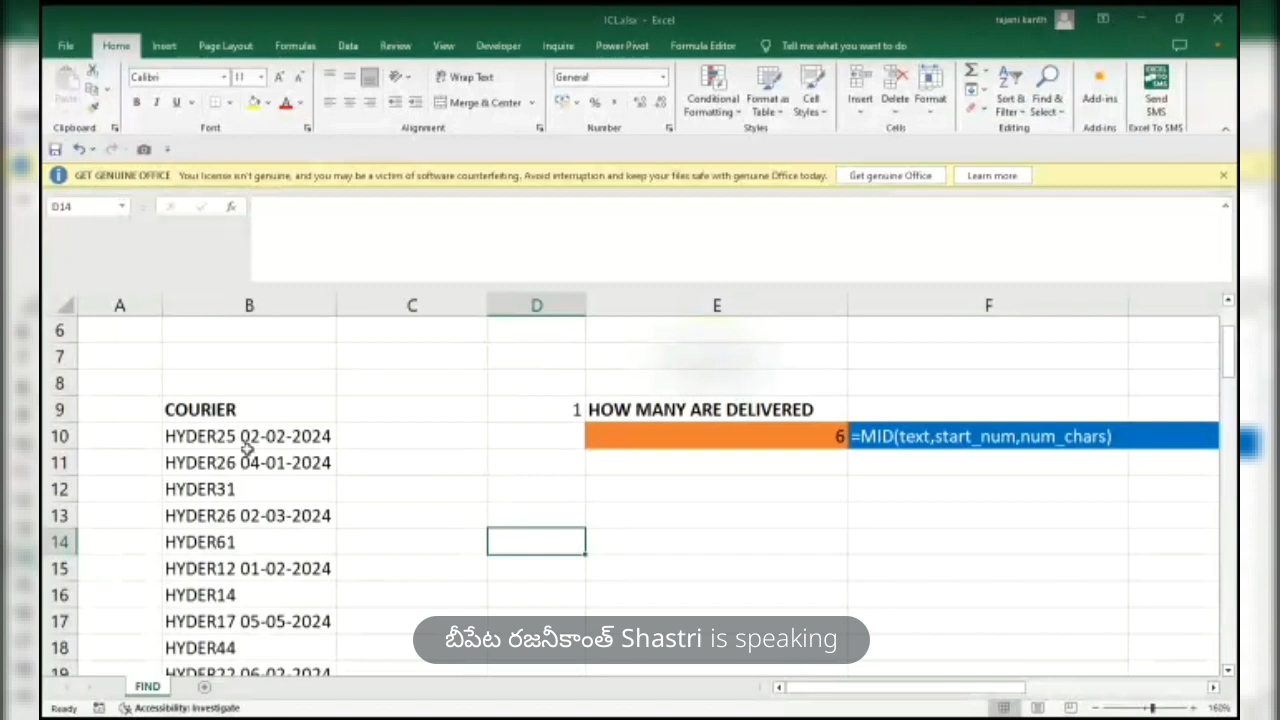 ICL.xlsx - Excel
rajani kanth
File Home Insert Page Layout Formulas Data Review View Developer Inquire Power Pivot Formula Editor Tell me what you want to do
Calibri 11
Wrap Text
General
Paste
B I U
Merge & Center
Conditional Formatting
Format as Table
Cell Styles
Insert Delete Format
Sort & Filter
Find & Select
Add-ins
Send SMS
Clipboard Font Alignment Number Styles Cells Editing Add-ins Excel To SMS
GET GENUINE OFFICE Your license isn't genuine, and you may be a victim of software counterfeiting. Avoid interruption and keep your files safe with genuine Office today. Get genuine Office Learn more
D14 fx
A B C D E F
6
7
8
9 COURIER 1 HOW MANY ARE DELIVERED
10 HYDER25 02-02-2024 6 =MID(text,start_num,num_chars)
11 HYDER26 04-01-2024
12 HYDER31
13 HYDER26 02-03-2024
14 HYDER61
15 HYDER12 01-02-2024
16 HYDER14
17 HYDER17 05-05-2024
18 HYDER44
19 HYDER22 06-02-2024
బీపేట రజనీకాంత్ Shastri is speaking
FIND
Ready Accessibility: Investigate 160%